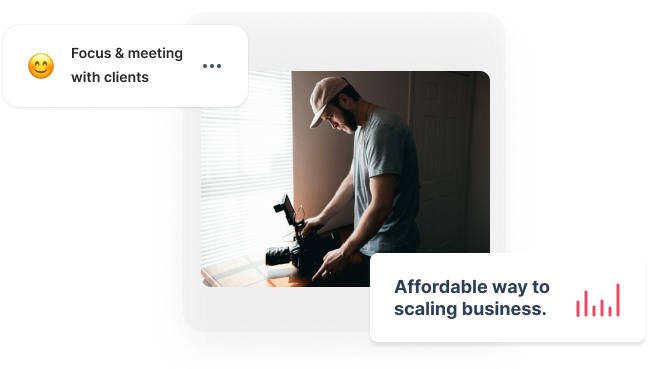 Focus & meeting
with clients
Affordable way to
scaling business.